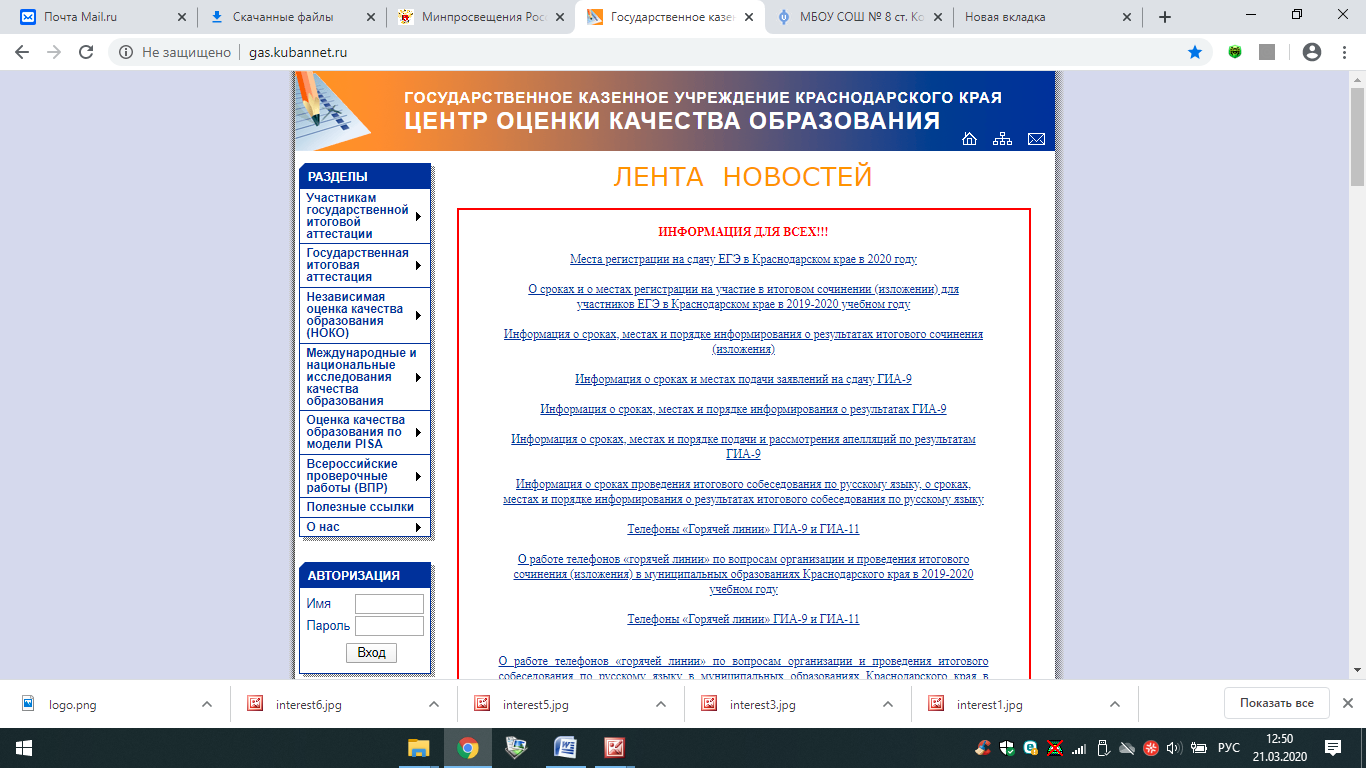 Почта Mail.ru
Скачанные файлы
Минпросвещения Рос
Государственное казен
МБОУ СОШ № 8 ст. Ко
Новая вкладка
Не защищено
gas.kubannet.ru
ГОСУДАРСТВЕННОЕ КАЗЕННОЕ УЧРЕЖДЕНИЕ КРАСНОДАРСКОГО КРАЯ
ЦЕНТР ОЦЕНКИ КАЧЕСТВА ОБРАЗОВАНИЯ
РАЗДЕЛЫ
Участникам
государственной
итоговой
аттестации
Государственная
итоговая
аттестация
Независимая
оценка качества
образования
(НОКО)
Международные и
национальные
исследования
качества
образования
Оценка качества
образования по
модели PISA
Всероссийские
проверочные
работы (ВПР)
Полезные ссылки
О нас
АВТОРИЗАЦИЯ
Имя
Пароль
Вход
ЛЕНТА НОВОСТЕЙ
ИНФОРМАЦИЯ ДЛЯ ВСЕХ!!!
Места регистрации на сдачу ЕГЭ в Краснодарском крае в 2020 году
О сроках и о местах регистрации на участие в итоговом сочинении (изложении) для
участников ЕГЭ в Краснодарском крае в 2019-2020 учебном году
Информация о сроках, местах и порядке информирования о результатах итогового сочинения
(изложения)
Информация о сроках и местах подачи заявлений на сдачу ГИА-9
Информация о сроках, местах и порядке информирования о результатах ГИА-9
Информация о сроках, местах и порядке подачи и рассмотрения апелляций по результатам
ГИА-9
Информация о сроках проведения итогового собеседования по русскому языку, о сроках,
местах и порядке информирования о результатах итогового собеседования по русскому языку
Телефоны «Горячей линии» ГИА-9 и ГИА-11
О работе телефонов «горячей линии» по вопросам организации и проведения итогового
сочинения (изложения) в муниципальных образованиях Краснодарского края в 2019-2020
учебном году
Телефоны «Горячей линии» ГИА-9 и ГИА-11
О работе телефонов «горячей линии» по вопросам организации и проведения итогового
собеседования по русскому языку в муниципальных образованиях Краснодарского края в
logo.png
interest6.jpg
interest5.jpg
interest3.jpg
interest1.jpg
Показать все
РУС
12:50
21.03.2020